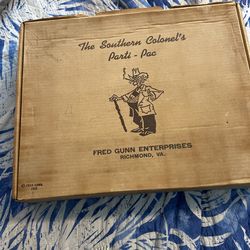 The Southern Colonel's
Parti - Pac
FRED GUNN ENTERPRISES
RICHMOND, VA.